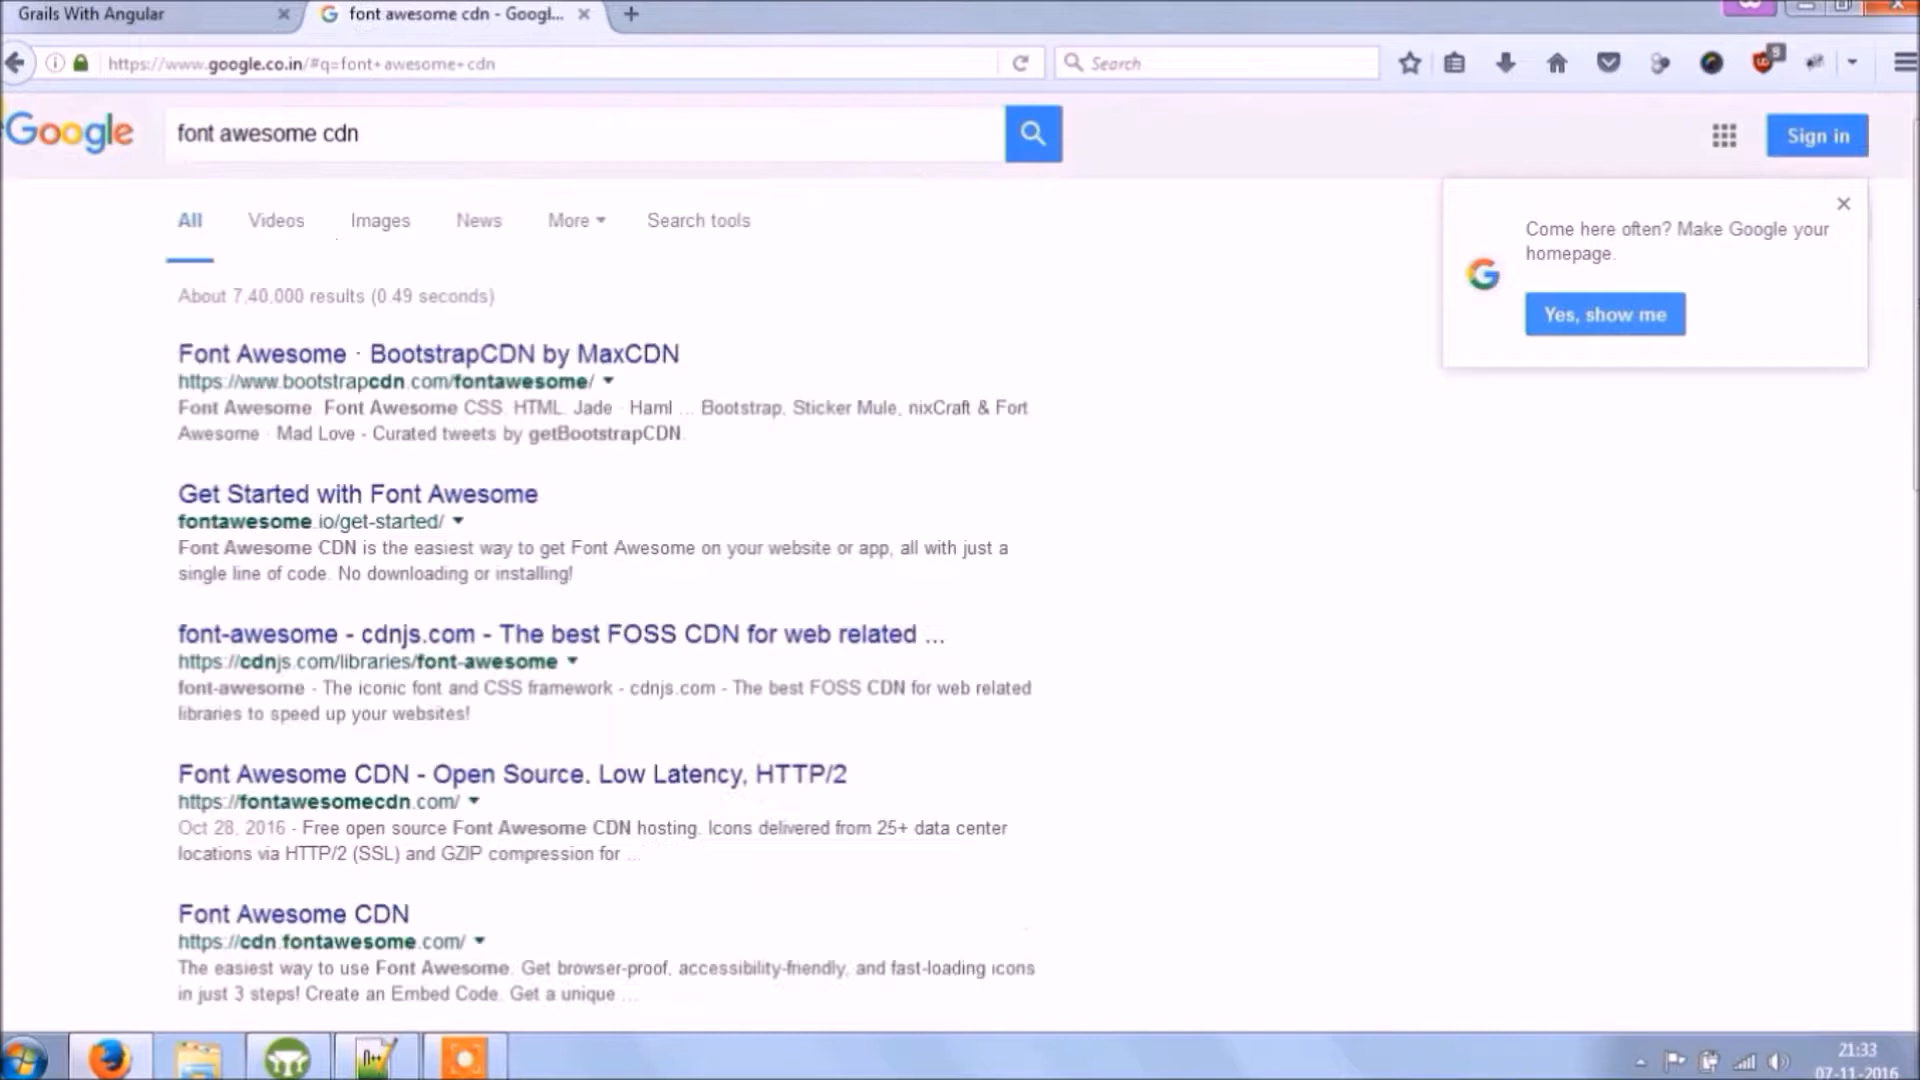 Grails With Angular
font awesome cdn - Googl...
https://www.google.co.in/#q=font+awesome+cdn
Search
9
Google
font awesome cdn
Sign in
All Videos Images News More Search tools
Come here often? Make Google your
homepage.
Yes, show me
About 7,40,000 results (0.49 seconds)
Font Awesome · BootstrapCDN by MaxCDN
https://www.bootstrapcdn.com/fontawesome/
Font Awesome. Font Awesome CSS. HTML. Jade · Haml ... Bootstrap, Sticker Mule, nixCraft & Fort
Awesome · Mad Love - Curated tweets by getBootstrapCDN.
Get Started with Font Awesome
fontawesome.io/get-started/
Font Awesome CDN is the easiest way to get Font Awesome on your website or app, all with just a
single line of code. No downloading or installing!
font-awesome - cdnjs.com - The best FOSS CDN for web related ...
https://cdnjs.com/libraries/font-awesome
font-awesome - The iconic font and CSS framework - cdnjs.com - The best FOSS CDN for web related
libraries to speed up your websites!
Font Awesome CDN - Open Source. Low Latency, HTTP/2
https://fontawesomecdn.com/
Oct 28, 2016 - Free open source Font Awesome CDN hosting. Icons delivered from 25+ data center
locations via HTTP/2 (SSL) and GZIP compression for ...
Font Awesome CDN
https://cdn.fontawesome.com/
The easiest way to use Font Awesome. Get browser-proof, accessibility-friendly, and fast-loading icons
in just 3 steps! Create an Embed Code. Get a unique ...
21:33
07-11-2016